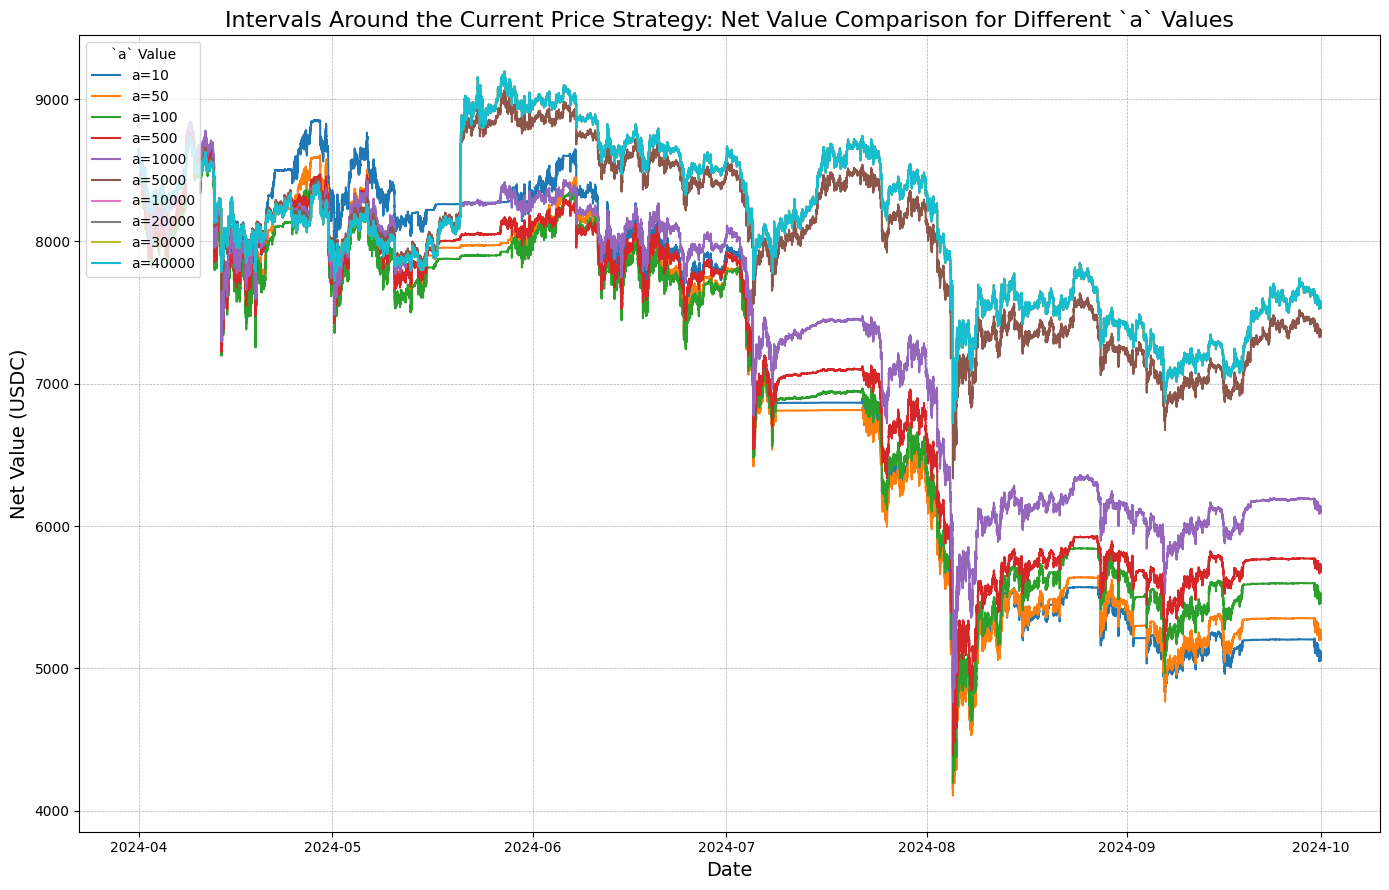 Intervals Around the Current Price Strategy: Net Value Comparison for Different `a` Values
`a` Value
a=10
a=50
a=100
a=500
a=1000
a=5000
a=10000
a=20000
a=30000
a=40000
Net Value (USDC)
9000
8000
7000
6000
5000
4000
2024-04
2024-05
2024-06
2024-07
2024-08
2024-09
2024-10
Date